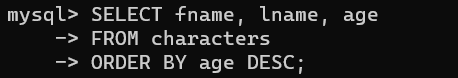 mysql> SELECT fname, lname, age
    -> FROM characters
    -> ORDER BY age DESC;